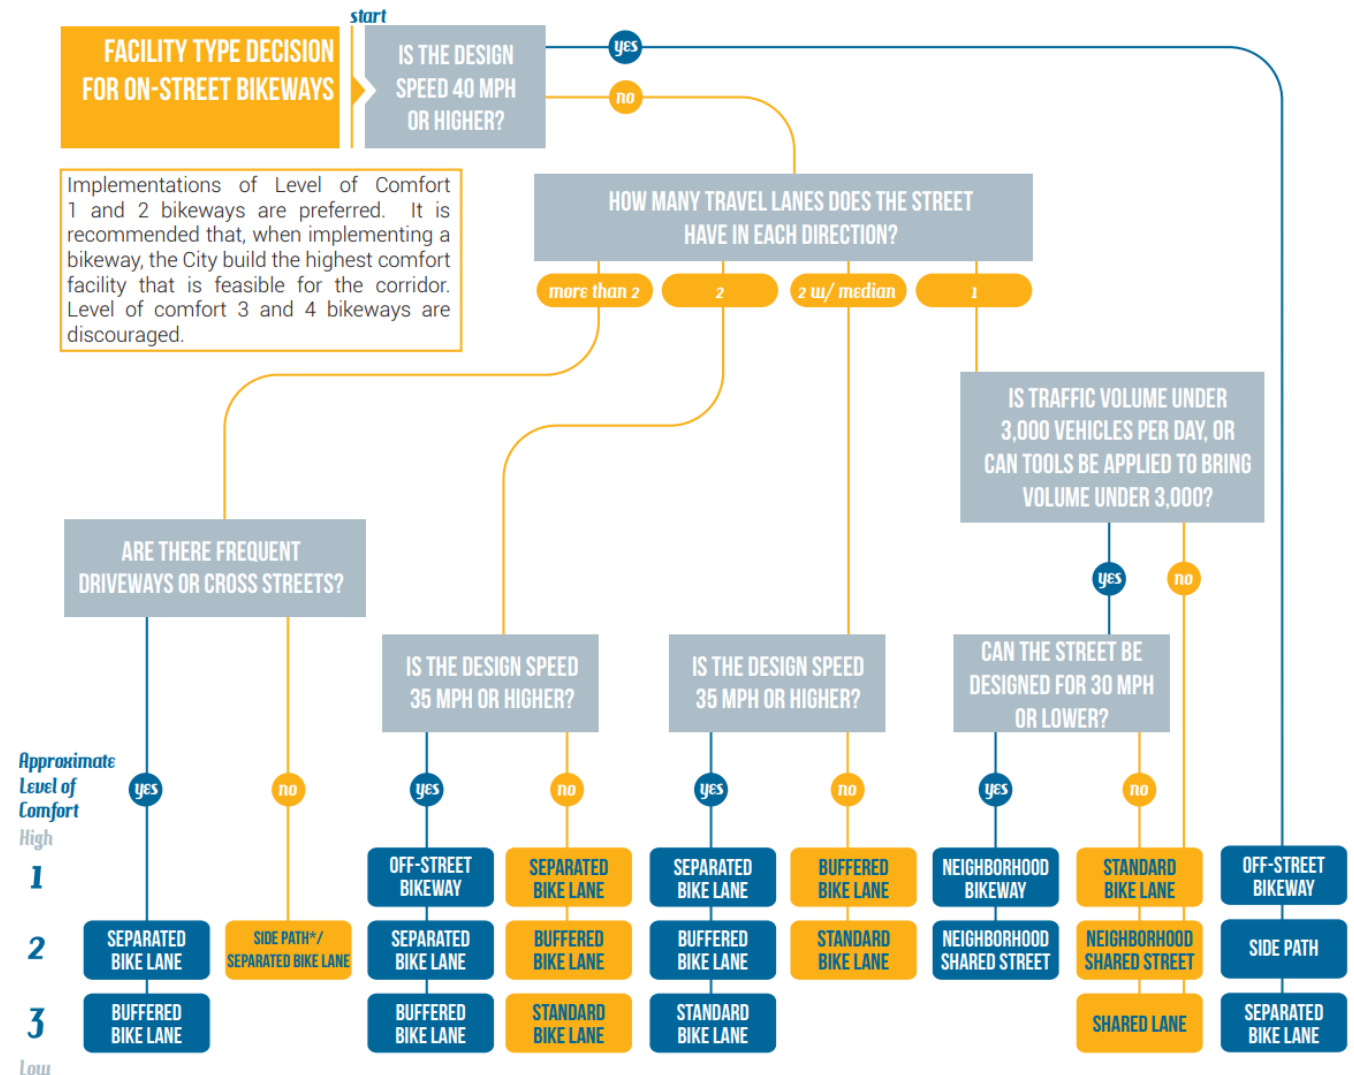 start
FACILITY TYPE DECISION
FOR ON-STREET BIKEWAYS
IS THE DESIGN
SPEED 40 MPH
OR HIGHER?
yes
no
Implementations of Level of Comfort
1 and 2 bikeways are preferred. It is
recommended that, when implementing a
bikeway, the City build the highest comfort
facility that is feasible for the corridor.
Level of comfort 3 and 4 bikeways are
discouraged.
HOW MANY TRAVEL LANES DOES THE STREET
HAVE IN EACH DIRECTION?
more than 2
2
2 w/ median
1
IS TRAFFIC VOLUME UNDER
3,000 VEHICLES PER DAY, OR
CAN TOOLS BE APPLIED TO BRING
VOLUME UNDER 3,000?
yes
no
ARE THERE FREQUENT
DRIVEWAYS OR CROSS STREETS?
IS THE DESIGN SPEED
35 MPH OR HIGHER?
IS THE DESIGN SPEED
35 MPH OR HIGHER?
CAN THE STREET BE
DESIGNED FOR 30 MPH
OR LOWER?
Approximate
Level of
Comfort
High
yes
no
yes
no
yes
no
yes
no
1
OFF-STREET
BIKEWAY
SEPARATED
BIKE LANE
SEPARATED
BIKE LANE
BUFFERED
BIKE LANE
NEIGHBORHOOD
BIKEWAY
STANDARD
BIKE LANE
OFF-STREET
BIKEWAY
2
SEPARATED
BIKE LANE
SIDE PATH*/
SEPARATED BIKE LANE
SEPARATED
BIKE LANE
BUFFERED
BIKE LANE
BUFFERED
BIKE LANE
STANDARD
BIKE LANE
NEIGHBORHOOD
SHARED STREET
NEIGHBORHOOD
SHARED STREET
SIDE PATH
3
BUFFERED
BIKE LANE
BUFFERED
BIKE LANE
STANDARD
BIKE LANE
STANDARD
BIKE LANE
SHARED LANE
SEPARATED
BIKE LANE
Low